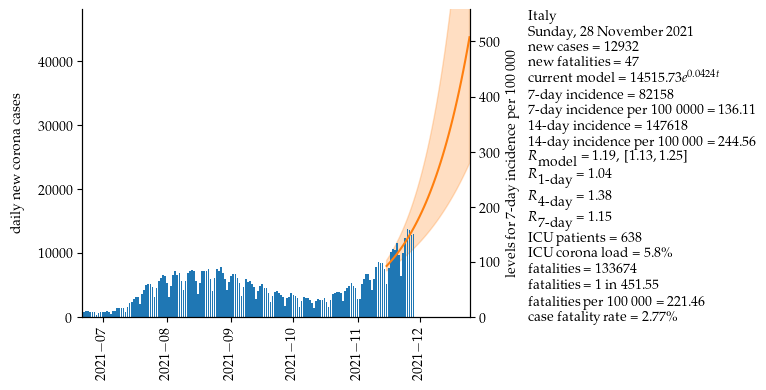 daily new corona cases
40000
30000
20000
10000
0
2021−07
2021−08
2021−09
2021−10
2021−11
2021−12
500
400
300
200
100
0
levels for 7-day incidence per 100 000
Italy
Sunday, 28 November 2021
new cases = 12932
new fatalities = 47
current model = 14515.73e^0.0424t
7-day incidence = 82158
7-day incidence per 100 0000 = 136.11
14-day incidence = 147618
14-day incidence per 100 000 = 244.56
R_model = 1.19, [1.13, 1.25]
R_1-day = 1.04
R_4-day = 1.38
R_7-day = 1.15
ICU patients = 638
ICU corona load = 5.8%
fatalities = 133674
fatalities = 1 in 451.55
fatalities per 100 000 = 221.46
case fatality rate = 2.77%